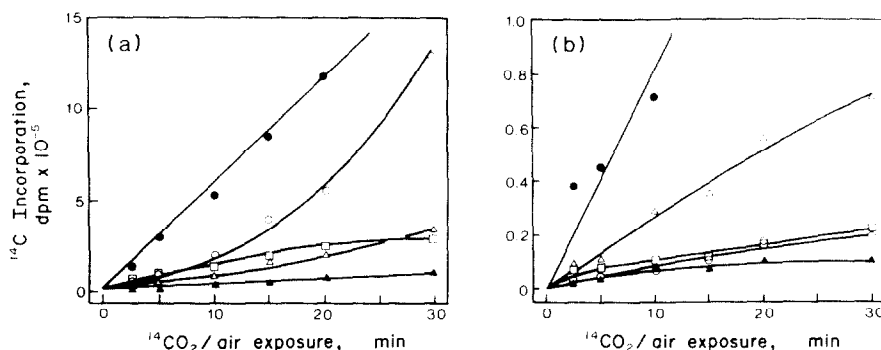 (a)
(b)
15
10
5
0
1.0
0.8
0.6
0.4
0.2
0
¹⁴C Incorporation,
dpm x 10⁻⁵
0 10 20 30
0 10 20 30
¹⁴CO₂/air exposure, min
¹⁴CO₂/air exposure, min